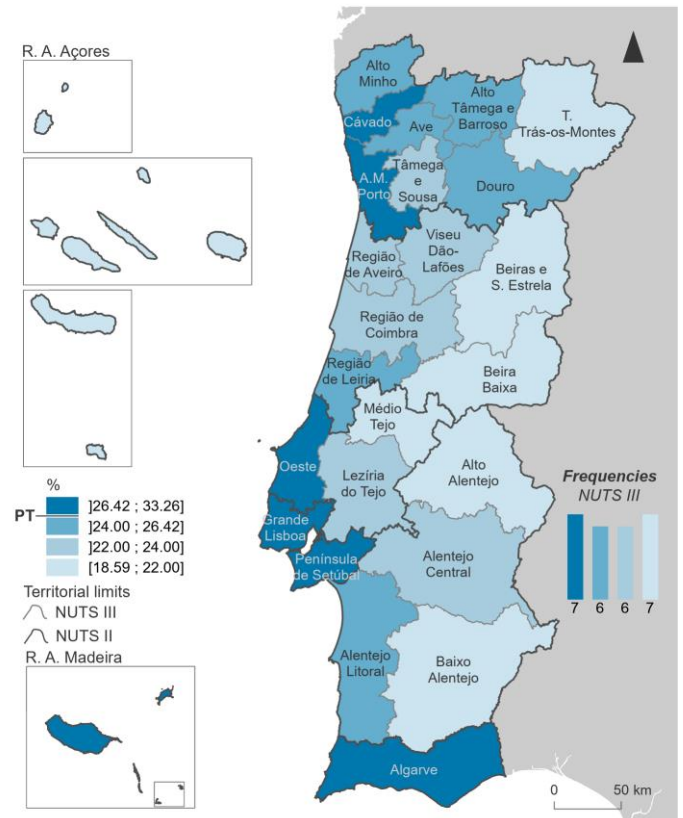 R. A. Açores
%
PT
]26.42 ; 33.26]
]24.00 ; 26.42]
]22.00 ; 24.00]
[18.59 ; 22.00]
Territorial limits
NUTS III
NUTS II
R. A. Madeira
Alto
Minho
Cávado
Ave
Alto
Tâmega e
Barroso
T.
Trás-os-Montes
A.M.
Porto
Tâmega
e
Sousa
Douro
Região
de Aveiro
Viseu
Dão-
Lafões
Beiras e
S. Estrela
Região de
Coimbra
Região
de Leiria
Beira
Baixa
Médio
Tejo
Oeste
Lezíria
do Tejo
Alto
Alentejo
Grande
Lisboa
Península
de Setúbal
Alentejo
Central
Alentejo
Litoral
Baixo
Alentejo
Algarve
Frequencies
NUTS III
7 6 6 7
0 50 km